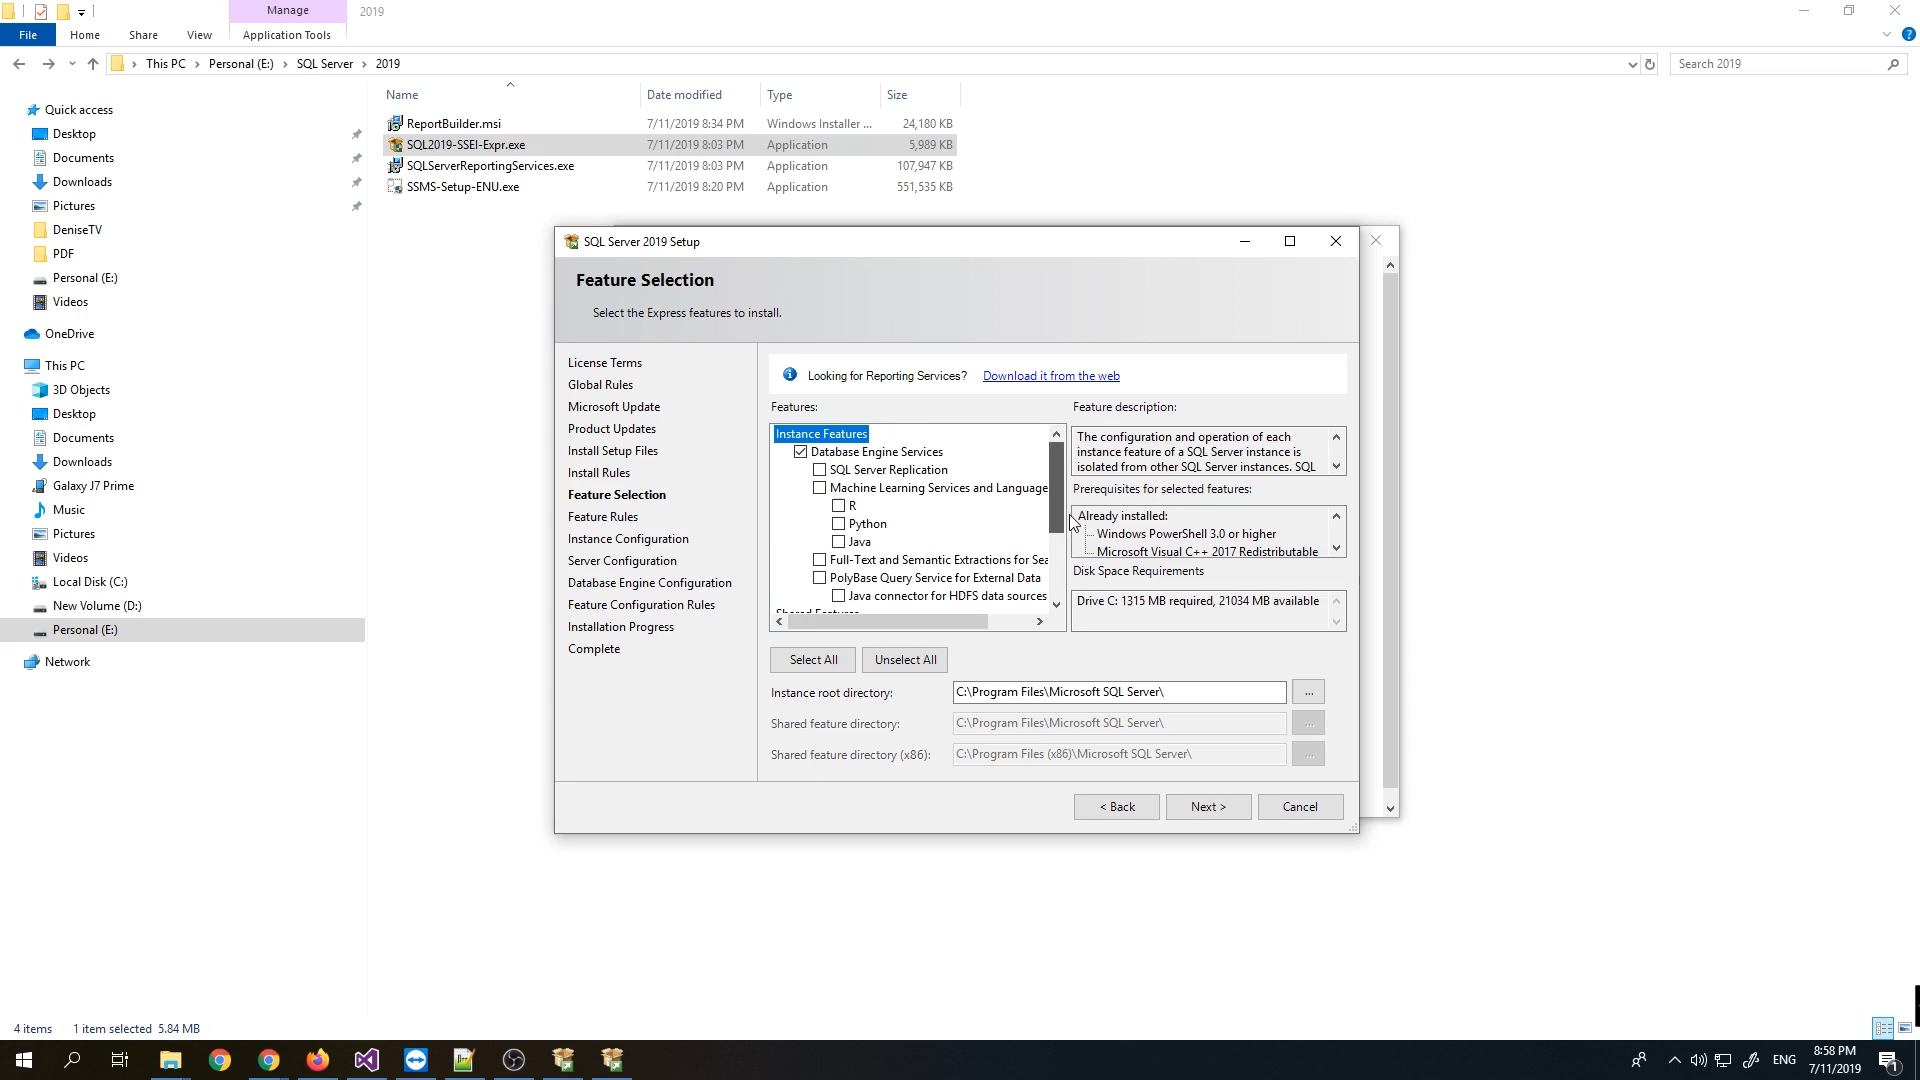 Manage
2019
File
Home
Share
View
Application Tools
This PC
Personal (E:)
SQL Server
2019
Search 2019
Name
Date modified
Type
Size
ReportBuilder.msi
7/11/2019 8:34 PM
Windows Installer ...
24,180 KB
SQL2019-SSEI-Expr.exe
7/11/2019 8:03 PM
Application
5,989 KB
SQLServerReportingServices.exe
7/11/2019 8:03 PM
Application
107,947 KB
SSMS-Setup-ENU.exe
7/11/2019 8:20 PM
Application
551,535 KB
Quick access
Desktop
Documents
Downloads
Pictures
DeniseTV
PDF
Personal (E:)
Videos
OneDrive
This PC
3D Objects
Desktop
Documents
Downloads
Galaxy J7 Prime
Music
Pictures
Videos
Local Disk (C:)
New Volume (D:)
Personal (E:)
Network
SQL Server 2019 Setup
Feature Selection
Select the Express features to install.
License Terms
Global Rules
Microsoft Update
Product Updates
Install Setup Files
Install Rules
Feature Selection
Feature Rules
Instance Configuration
Server Configuration
Database Engine Configuration
Feature Configuration Rules
Installation Progress
Complete
Looking for Reporting Services?
Download it from the web
Features:
Instance Features
Database Engine Services
SQL Server Replication
Machine Learning Services and Language
R
Python
Java
Full-Text and Semantic Extractions for Sea
PolyBase Query Service for External Data
Java connector for HDFS data sources
Shared Features
Feature description:
The configuration and operation of each
instance feature of a SQL Server instance is
isolated from other SQL Server instances. SQL
Prerequisites for selected features:
Already installed:
Windows PowerShell 3.0 or higher
Microsoft Visual C++ 2017 Redistributable
Disk Space Requirements
Drive C: 1315 MB required, 21034 MB available
Select All
Unselect All
Instance root directory:
C:\Program Files\Microsoft SQL Server\
...
Shared feature directory:
C:\Program Files\Microsoft SQL Server\
...
Shared feature directory (x86):
C:\Program Files (x86)\Microsoft SQL Server\
...
< Back
Next >
Cancel
4 items
1 item selected 5.84 MB
ENG
8:58 PM
7/11/2019
1